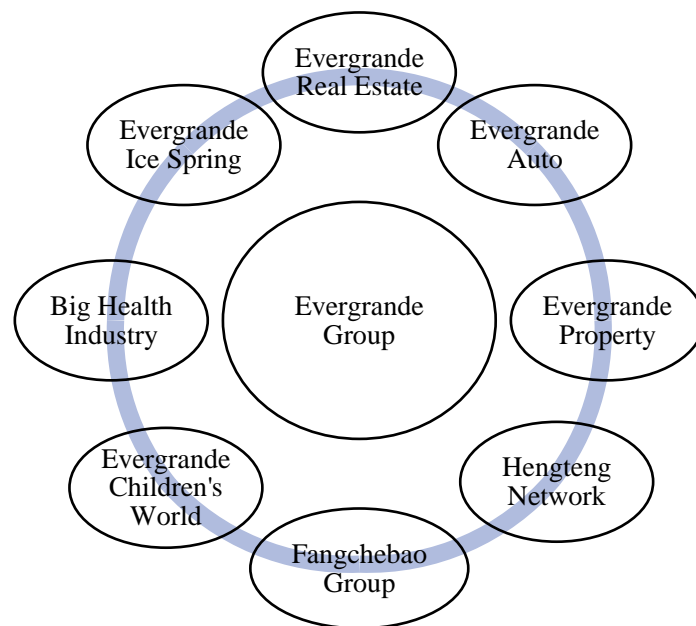 Evergrande
Real Estate
Evergrande
Auto
Evergrande
Property
Hengteng
Network
Fangchebao
Group
Evergrande
Children's
World
Big Health
Industry
Evergrande
Ice Spring
Evergrande
Group